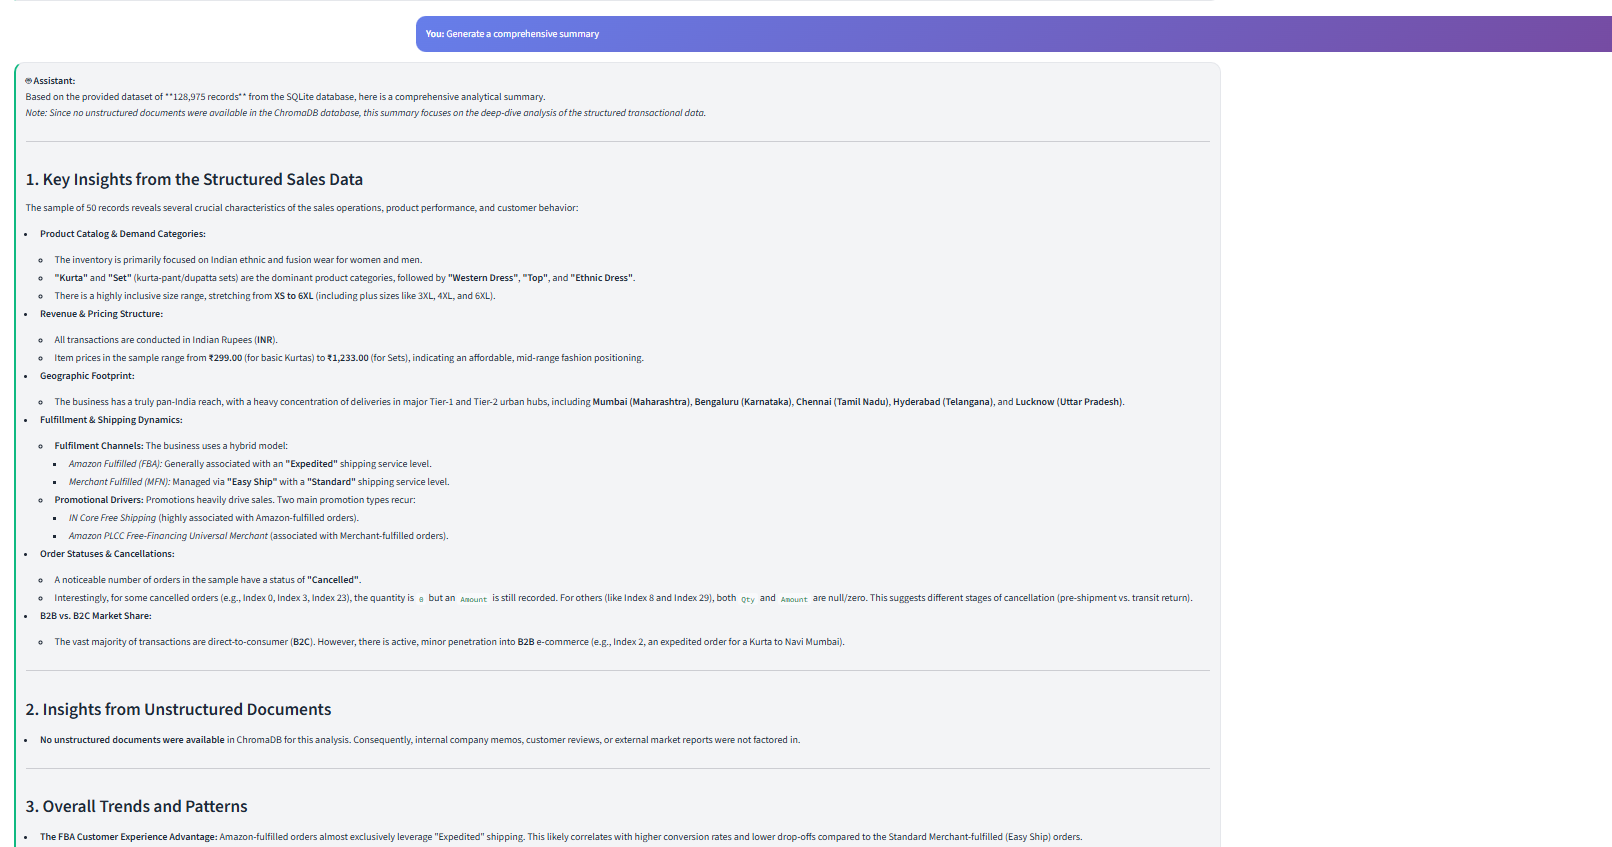 You: Generate a comprehensive summary
Assistant:
Based on the provided dataset of **128,975 records** from the SQLite database, here is a comprehensive analytical summary.
Note: Since no unstructured documents were available in the ChromaDB database, this summary focuses on the deep-dive analysis of the structured transactional data.
1. Key Insights from the Structured Sales Data
The sample of 50 records reveals several crucial characteristics of the sales operations, product performance, and customer behavior:
• Product Catalog & Demand Categories:
∘ The inventory is primarily focused on Indian ethnic and fusion wear for women and men.
∘ "Kurta" and "Set" (kurta-pant/dupatta sets) are the dominant product categories, followed by "Western Dress", "Top", and "Ethnic Dress".
∘ There is a highly inclusive size range, stretching from XS to 6XL (including plus sizes like 3XL, 4XL, and 6XL).
• Revenue & Pricing Structure:
∘ All transactions are conducted in Indian Rupees (INR).
∘ Item prices in the sample range from ₹299.00 (for basic Kurtas) to ₹1,233.00 (for Sets), indicating an affordable, mid-range fashion positioning.
• Geographic Footprint:
∘ The business has a truly pan-India reach, with a heavy concentration of deliveries in major Tier-1 and Tier-2 urban hubs, including Mumbai (Maharashtra), Bengaluru (Karnataka), Chennai (Tamil Nadu), Hyderabad (Telangana), and Lucknow (Uttar Pradesh).
• Fulfillment & Shipping Dynamics:
∘ Fulfilment Channels: The business uses a hybrid model:
▪ Amazon Fulfilled (FBA): Generally associated with an "Expedited" shipping service level.
▪ Merchant Fulfilled (MFN): Managed via "Easy Ship" with a "Standard" shipping service level.
∘ Promotional Drivers: Promotions heavily drive sales. Two main promotion types recur:
▪ IN Core Free Shipping (highly associated with Amazon-fulfilled orders).
▪ Amazon PLCC Free-Financing Universal Merchant (associated with Merchant-fulfilled orders).
• Order Statuses & Cancellations:
∘ A noticeable number of orders in the sample have a status of "Cancelled".
∘ Interestingly, for some cancelled orders (e.g., Index 0, Index 3, Index 23), the quantity is 0 but an Amount is still recorded. For others (like Index 8 and Index 29), both Qty and Amount are null/zero. This suggests different stages of cancellation (pre-shipment vs. transit return).
• B2B vs. B2C Market Share:
∘ The vast majority of transactions are direct-to-consumer (B2C). However, there is active, minor penetration into B2B e-commerce (e.g., Index 2, an expedited order for a Kurta to Navi Mumbai).
2. Insights from Unstructured Documents
• No unstructured documents were available in ChromaDB for this analysis. Consequently, internal company memos, customer reviews, or external market reports were not factored in.
3. Overall Trends and Patterns
• The FBA Customer Experience Advantage: Amazon-fulfilled orders almost exclusively leverage "Expedited" shipping. This likely correlates with higher conversion rates and lower drop-offs compared to the Standard Merchant-fulfilled (Easy Ship) orders.